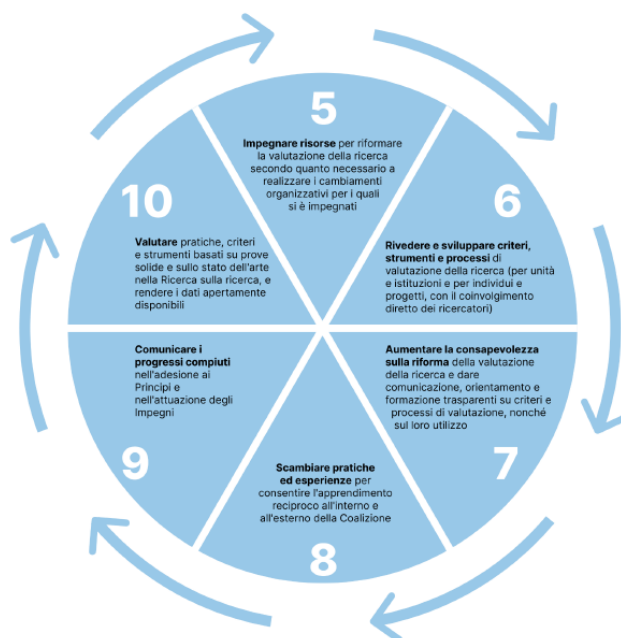 5
Impegnare risorse per riformare
la valutazione della ricerca
secondo quanto necessario a
realizzare i cambiamenti
organizzativi per i quali
si è impegnati
6
Rivedere e sviluppare criteri,
strumenti e processi di
valutazione della ricerca (per unità
e istituzioni e per individui e
progetti, con il coinvolgimento
diretto dei ricercatori)
Aumentare la consapevolezza
sulla riforma della valutazione
della ricerca e dare
comunicazione, orientamento e
formazione trasparenti su criteri e
processi di valutazione, nonché
sul loro utilizzo
7
Scambiare pratiche
ed esperienze per
consentire l'apprendimento
reciproco all'interno e
all'esterno della Coalizione
8
Comunicare i
progressi compiuti
nell'adesione ai
Principi e
nell'attuazione degli
Impegni
9
10
Valutare pratiche, criteri
e strumenti basati su prove
solide e sullo stato dell'arte
nella Ricerca sulla ricerca, e
rendere i dati apertamente
disponibili